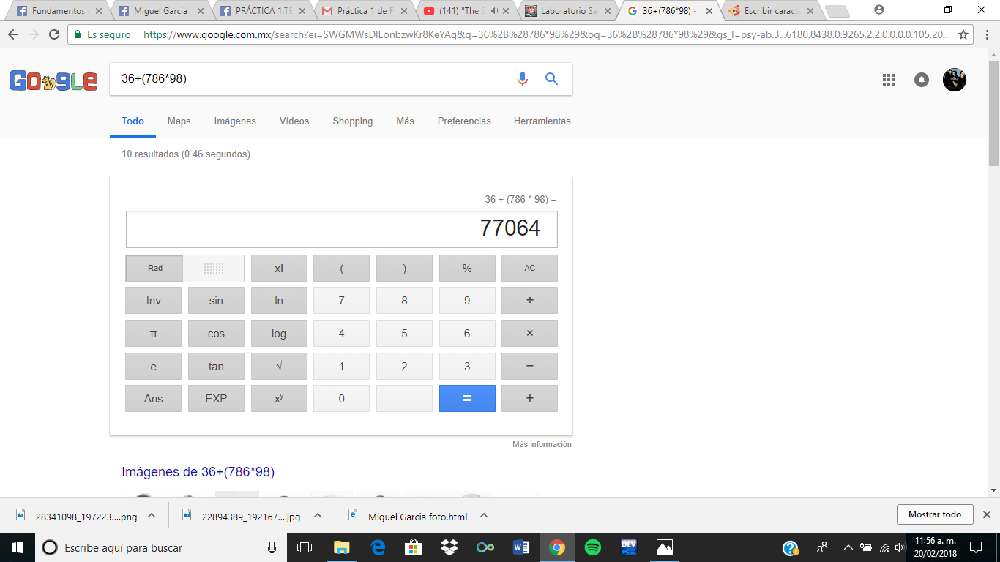 Fundamentos
Miguel Garcia
PRÁCTICA 1:TE
Práctica 1 de F
(141) "The S
Laboratorio Sa
36+(786*98) -
Escribir caracte
Es seguro
https://www.google.com.mx/search?ei=SWGMWsDIEonbzwKr8KeYAg&q=36%2B%28786*98%29&oq=36%2B%28786*98%29&gs_l=psy-ab.3...6180.8438.0.9265.2.2.0.0.0.0.105.20...
Google
36+(786*98)
Todo Maps Imágenes Vídeos Shopping Más Preferencias Herramientas
10 resultados (0.46 segundos)
36 + (786 * 98) =
77064
Rad x! ( ) % AC
Inv sin ln 7 8 9 ÷
π cos log 4 5 6 ×
e tan √ 1 2 3 −
Ans EXP xʸ 0 . = +
Más información
Imágenes de 36+(786*98)
28341098_197223....png
22894389_192167....jpg
Miguel Garcia foto.html
Mostrar todo
Escribe aquí para buscar
DEV
11:56 a. m.
20/02/2018